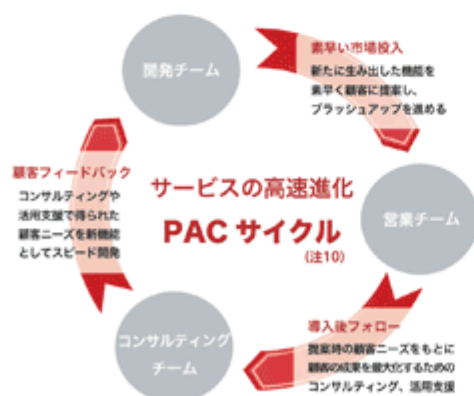 開発チーム
素早い市場投入
新たに生み出した機能を
素早く顧客に提案し、
ブラッシュアップを進める
顧客フィードバック
コンサルティングや
活用支援で得られた
顧客ニーズを新機能
としてスピード開発
サービスの高速進化
PAC サイクル
(注10)
営業チーム
コンサルティング
チーム
導入後フォロー
提案時の顧客ニーズをもとに
顧客の成果を最大化するための
コンサルティング、活用支援